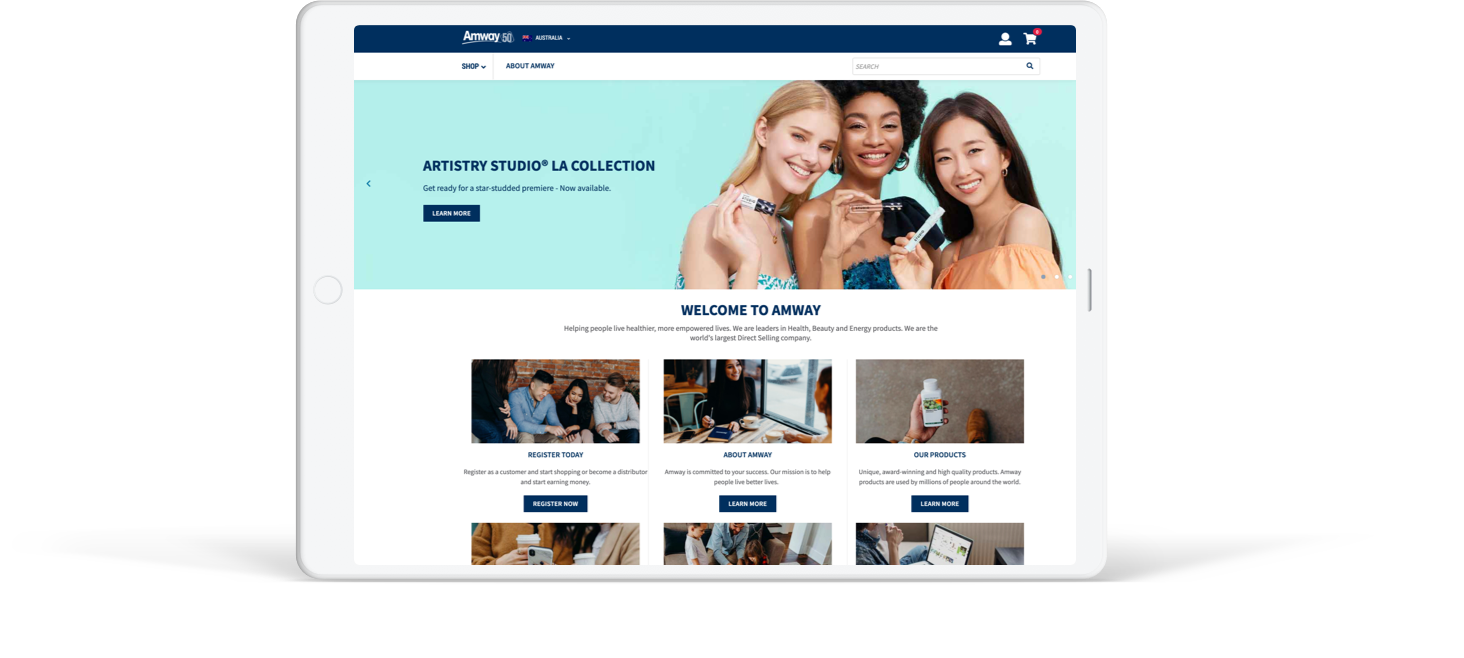 Amway 50 AUSTRALIA
0
SHOP ABOUT AMWAY
SEARCH
ARTISTRY STUDIO® LA COLLECTION
Get ready for a star-studded premiere - Now available.
LEARN MORE
WELCOME TO AMWAY
Helping people live healthier, more empowered lives. We are leaders in Health, Beauty and Energy products. We are the
world's largest Direct Selling company.
REGISTER TODAY
Register as a customer and start shopping or become a distributor
and start earning money.
REGISTER NOW
ABOUT AMWAY
Amway is committed to your success. Our mission is to help
people live better lives.
LEARN MORE
OUR PRODUCTS
Unique, award-winning and high quality products. Amway
products are used by millions of people around the world.
LEARN MORE